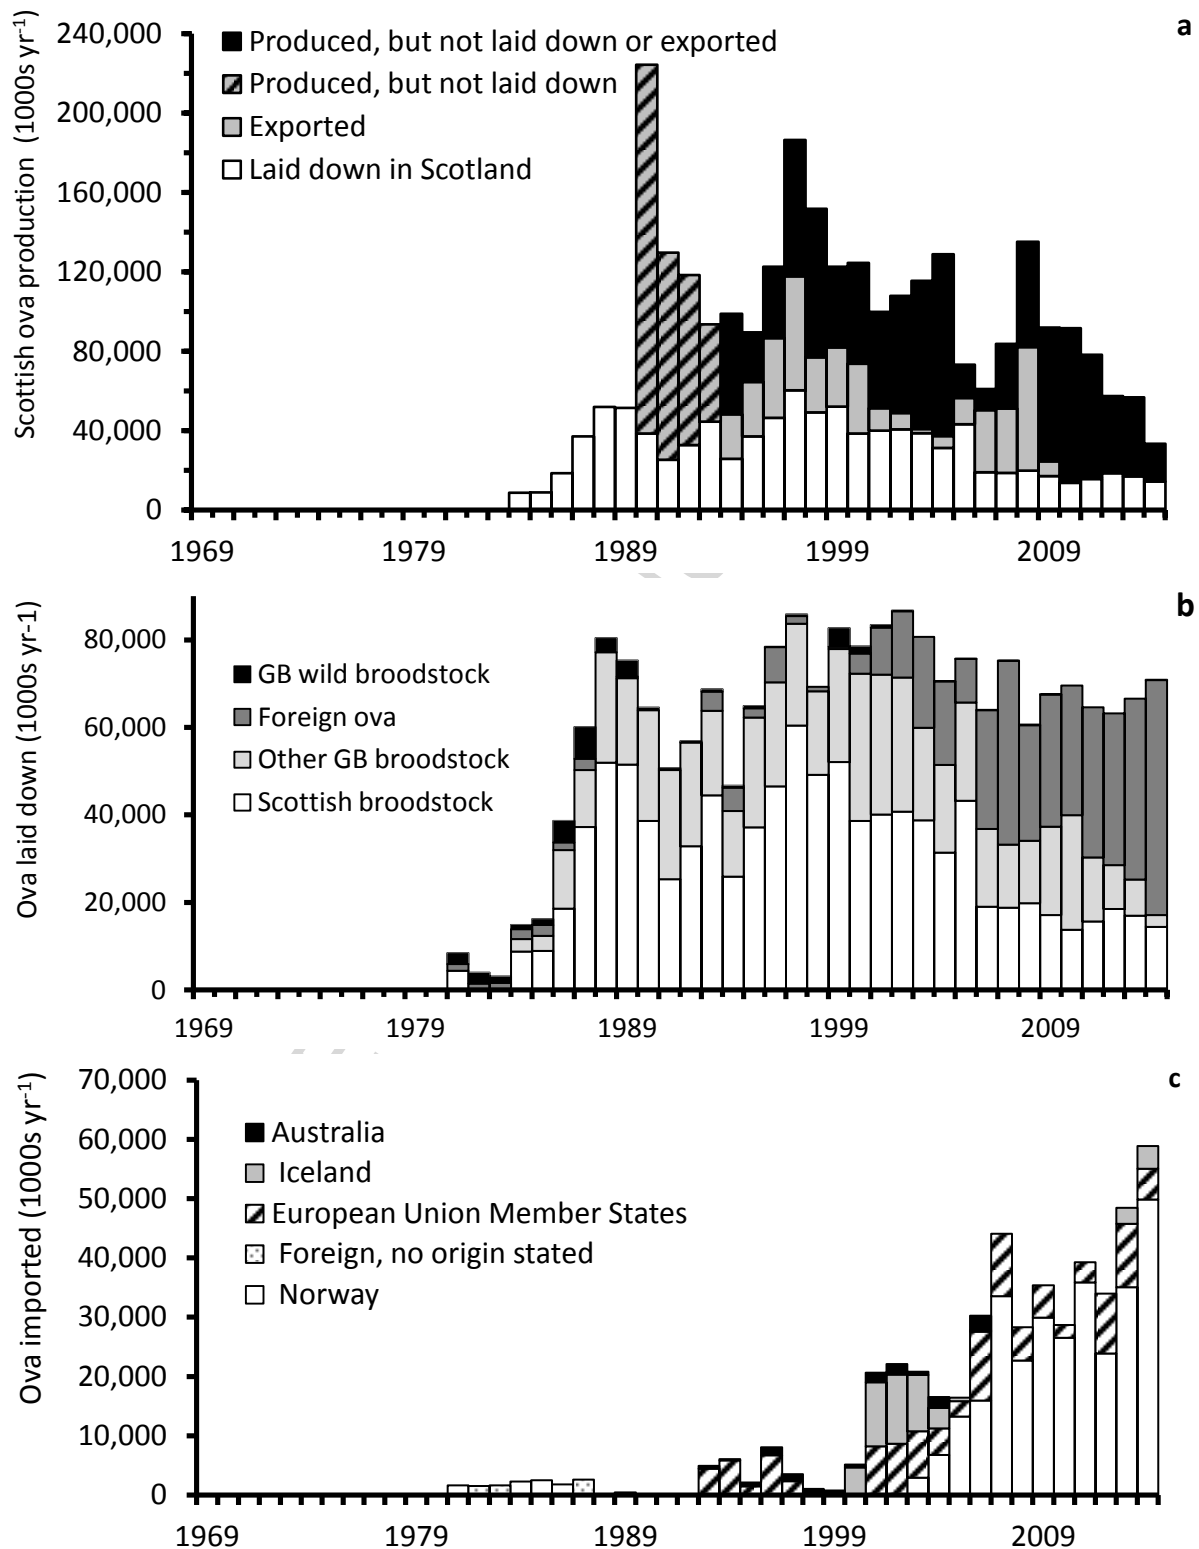 a
Scottish ova production (1000s yr-1)
240,000
200,000
160,000
120,000
80,000
40,000
0
Produced, but not laid down or exported
Produced, but not laid down
Exported
Laid down in Scotland
1969 1979 1989 1999 2009
b
Ova laid down (1000s yr-1)
80,000
60,000
40,000
20,000
0
GB wild broodstock
Foreign ova
Other GB broodstock
Scottish broodstock
1969 1979 1989 1999 2009
c
Ova imported (1000s yr-1)
70,000
60,000
50,000
40,000
30,000
20,000
10,000
0
Australia
Iceland
European Union Member States
Foreign, no origin stated
Norway
1969 1979 1989 1999 2009